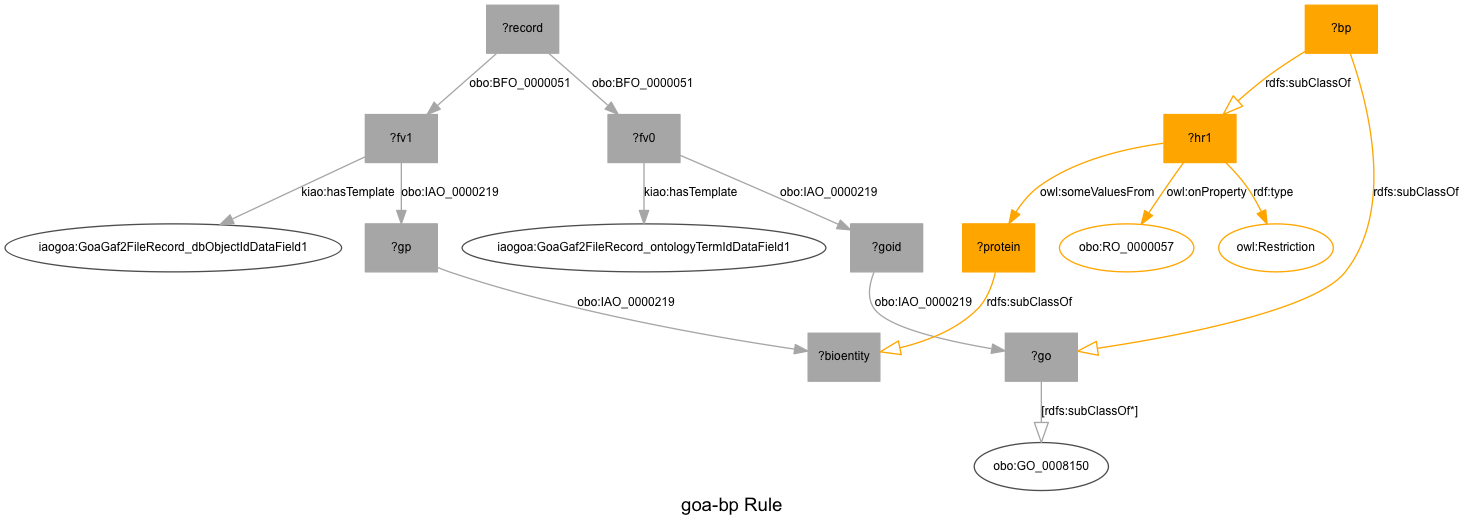 ?record
?bp
obo:BFO_0000051
obo:BFO_0000051
rdfs:subClassOf
?fv1
?fv0
?hr1
kiao:hasTemplate
obo:IAO_0000219
kiao:hasTemplate
obo:IAO_0000219
owl:someValuesFrom
owl:onProperty
rdf:type
rdfs:subClassOf
iaogoa:GoaGaf2FileRecord_dbObjectIdDataField1
?gp
iaogoa:GoaGaf2FileRecord_ontologyTermIdDataField1
?goid
?protein
obo:RO_0000057
owl:Restriction
obo:IAO_0000219
obo:IAO_0000219
rdfs:subClassOf
?bioentity
?go
[rdfs:subClassOf*]
obo:GO_0008150
goa-bp Rule